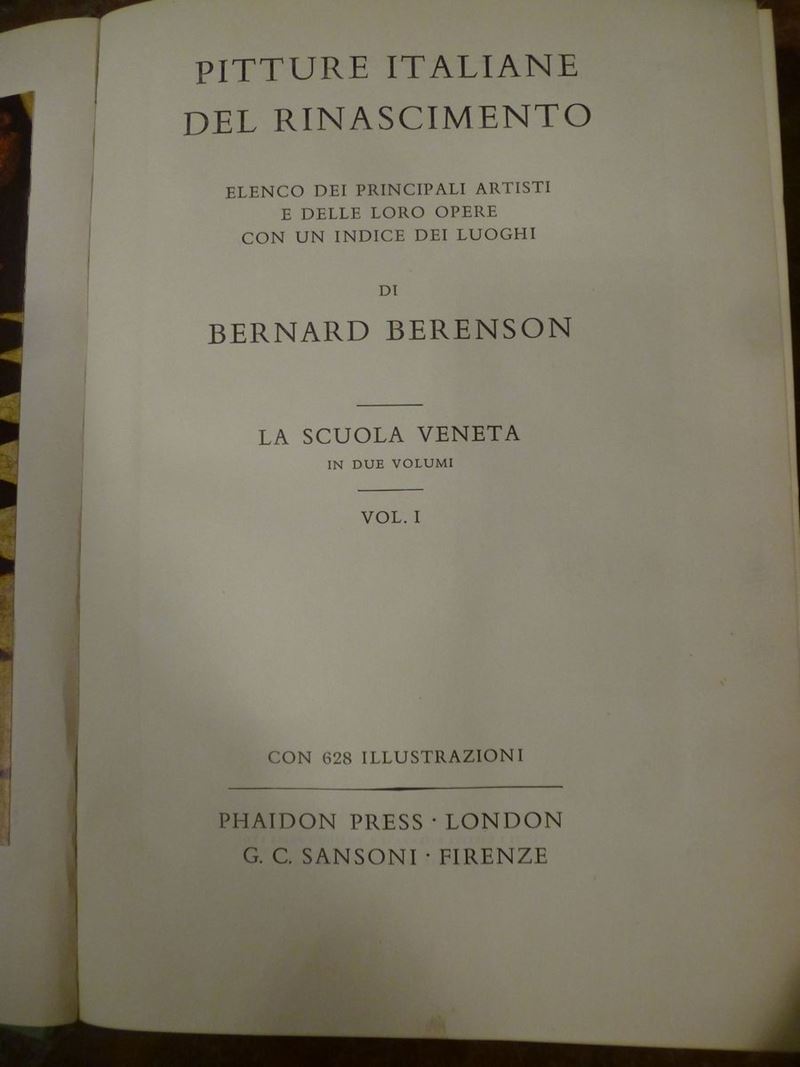 PITTURE ITALIANE
DEL RINASCIMENTO
ELENCO DEI PRINCIPALI ARTISTI
E DELLE LORO OPERE
CON UN INDICE DEI LUOGHI
DI
BERNARD BERENSON
LA SCUOLA VENETA
IN DUE VOLUMI
VOL. I
CON 628 ILLUSTRAZIONI
PHAIDON PRESS · LONDON
G. C. SANSONI · FIRENZE